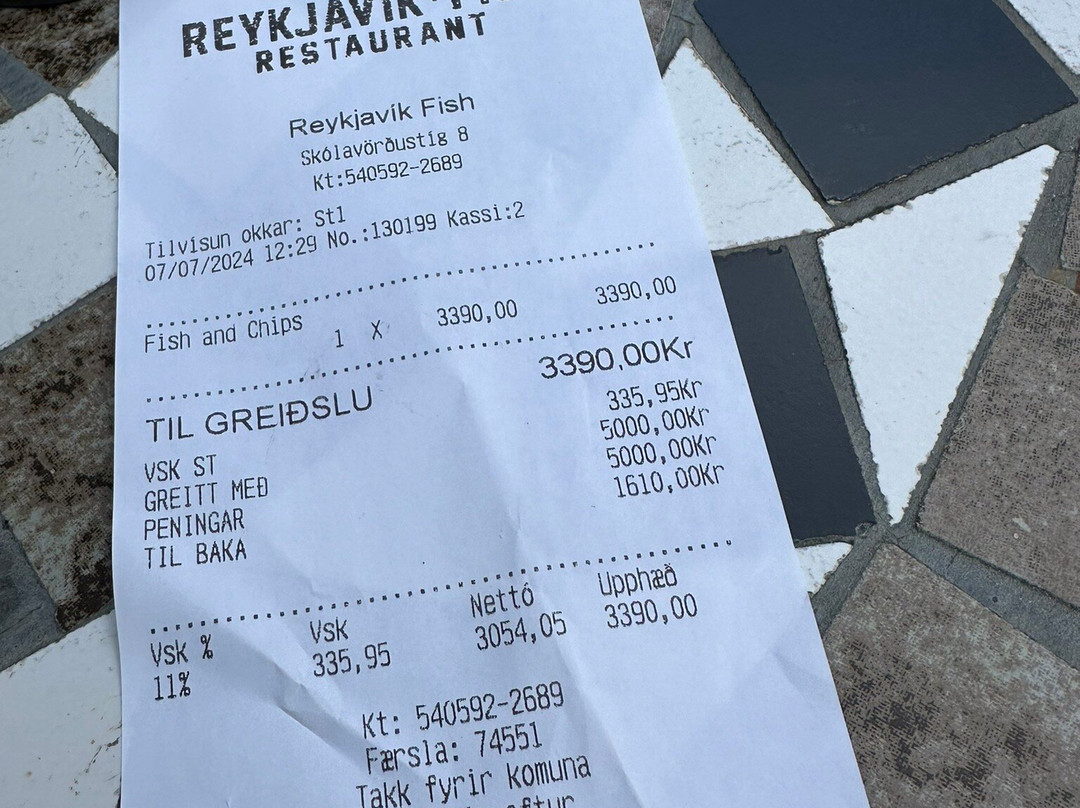 REYKJAVÍK
RESTAURANT
Reykjavík Fish
Skólavörðustíg 8
Kt:540592-2689
Tilvísun okkar: St1
07/07/2024 12:29 No.:130199 Kassi:2
Fish and Chips 1 X 3390,00 3390,00
TIL GREIÐSLU 3390,00Kr
VSK ST 335,95Kr
GREITT MEÐ 5000,00Kr
PENINGAR 5000,00Kr
TIL BAKA 1610,00Kr
Vsk % Vsk Nettó Upphæð
11% 335,95 3054,05 3390,00
Kt: 540592-2689
Færsla: 74551
Takk fyrir komuna